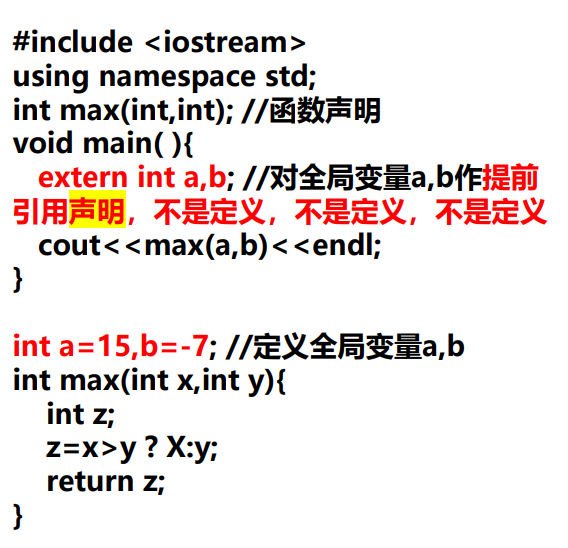 #include <iostream>
using namespace std;
int max(int,int); //函数声明
void main( ){
extern int a,b; //对全局变量a,b作提前
引用声明，不是定义，不是定义，不是定义
cout<<max(a,b)<<endl;
}
int a=15,b=-7; //定义全局变量a,b
int max(int x,int y){
int z;
z=x>y ? X:y;
return z;
}